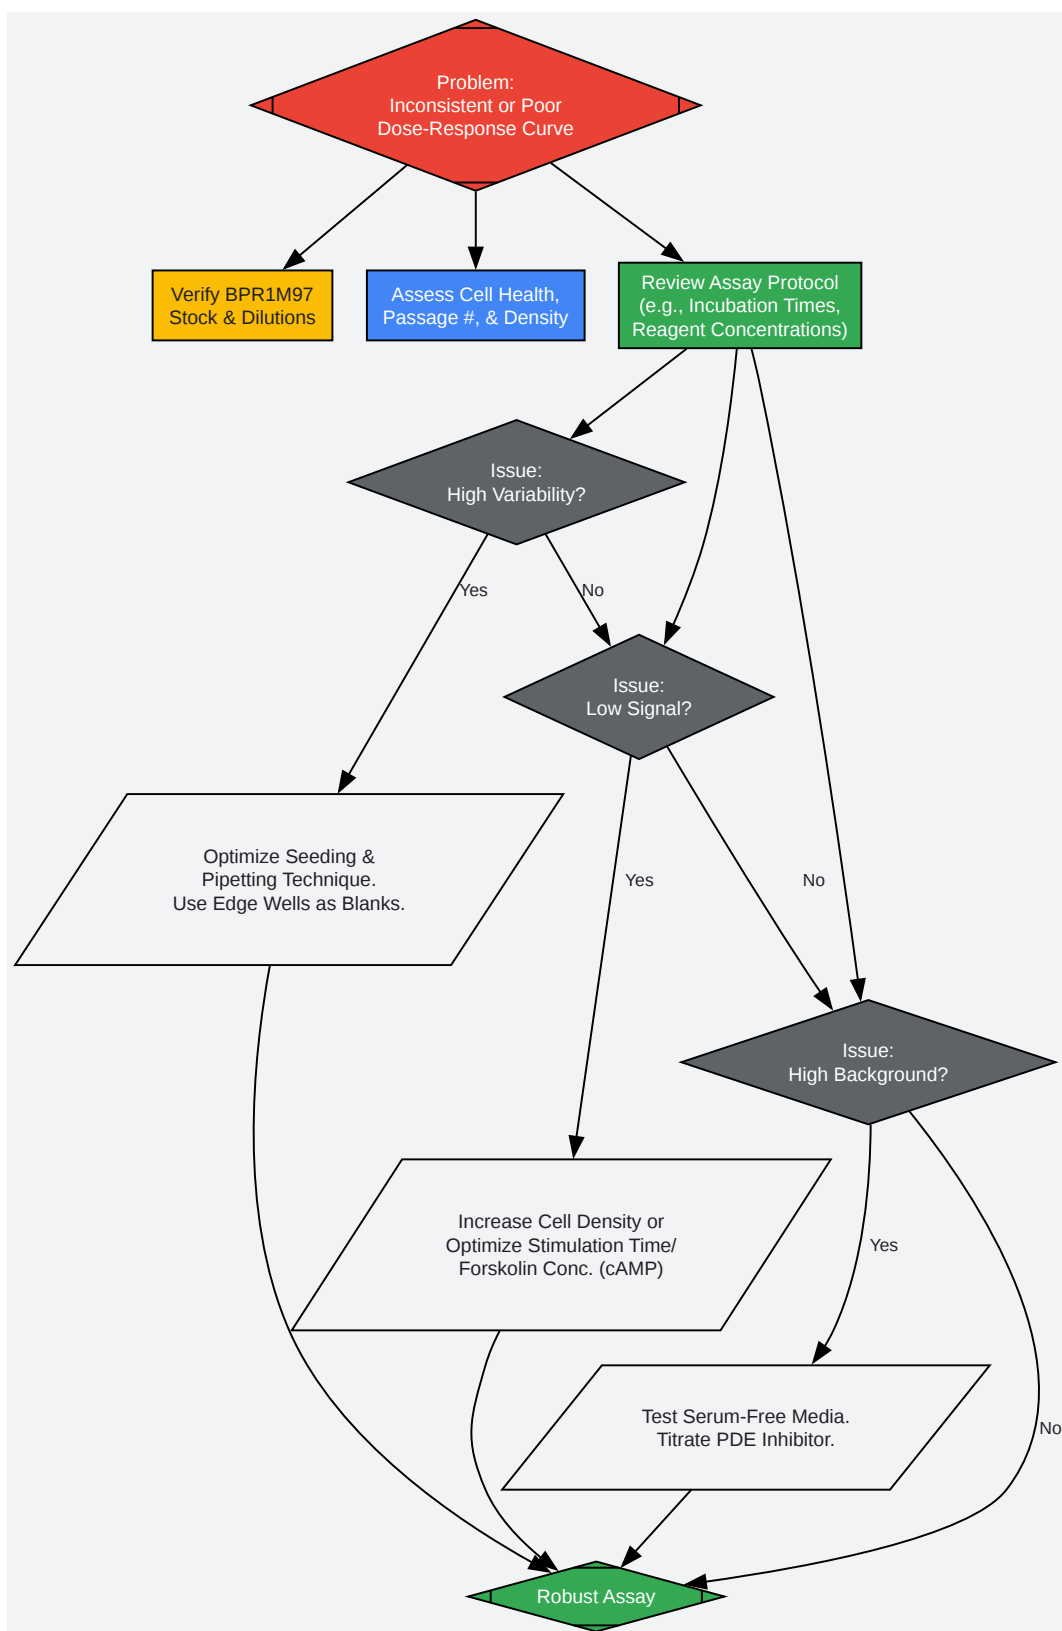 Problem:
Inconsistent or Poor
Dose-Response Curve
Verify BPR1M97
Stock & Dilutions
Assess Cell Health,
Passage #, & Density
Review Assay Protocol
(e.g., Incubation Times,
Reagent Concentrations)
Issue:
High Variability?
Yes
No
Issue:
Low Signal?
Optimize Seeding &
Pipetting Technique.
Use Edge Wells as Blanks.
Yes
No
Issue:
High Background?
Increase Cell Density or
Optimize Stimulation Time/
Forskolin Conc. (cAMP)
Yes
No
Test Serum-Free Media.
Titrate PDE Inhibitor.
Robust Assay